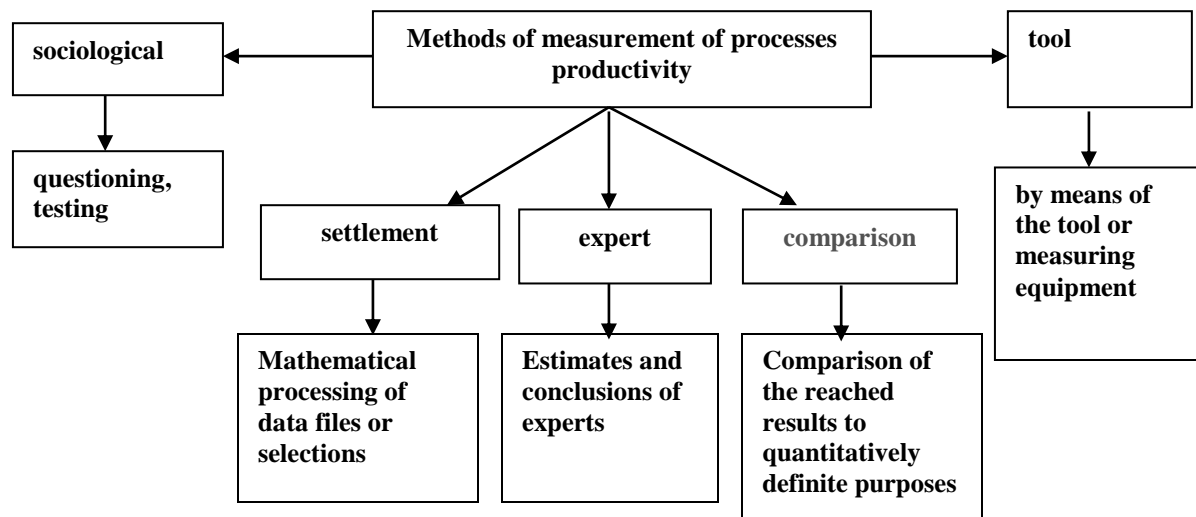 sociological
Methods of measurement of processes
productivity
tool
questioning,
testing
settlement
expert
comparison
by means of
the tool or
measuring
equipment
Mathematical
processing of
data files or
selections
Estimates and
conclusions of
experts
Comparison of
the reached
results to
quantitatively
definite purposes